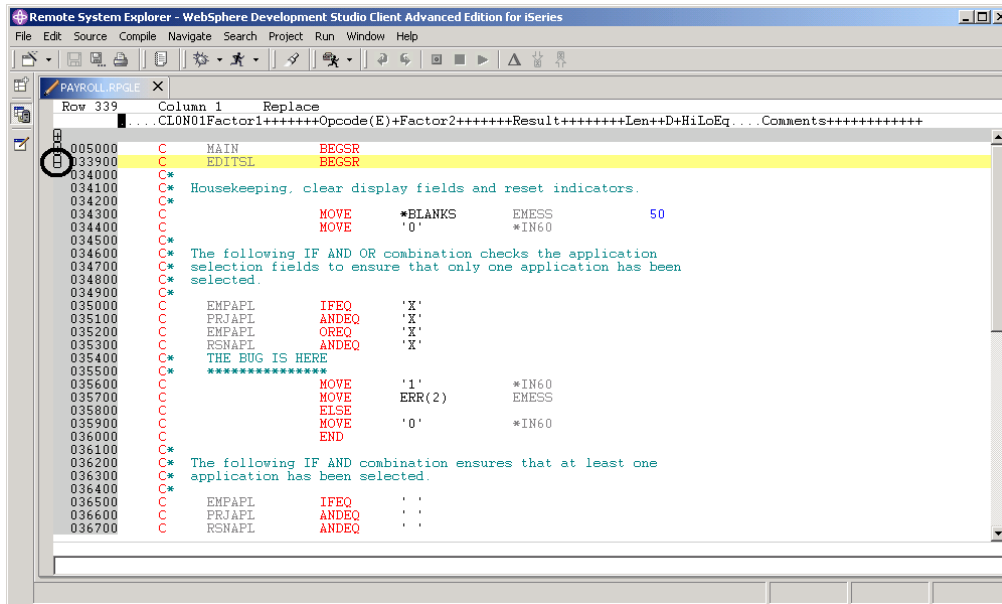 Remote System Explorer - WebSphere Development Studio Client Advanced Edition for iSeries
File Edit Source Compile Navigate Search Project Run Window Help
PAYROLL.RPGLE
Row 339 Column 1 Replace
.....CL0N01Factor1+++++++Opcode(E)+Factor2+++++++Result++++++++Len++D+HiLoEq....Comments++++++++++++
005000 C MAIN BEGSR
033900 C EDITSL BEGSR
034000 C*
034100 C* Housekeeping, clear display fields and reset indicators.
034200 C*
034300 C MOVE *BLANKS EMESS 50
034400 C MOVE '0' *IN60
034500 C*
034600 C* The following IF AND OR combination checks the application
034700 C* selection fields to ensure that only one application has been
034800 C* selected.
034900 C*
035000 C EMPAPL IFEQ 'X'
035100 C PRJAPL ANDEQ 'X'
035200 C EMPAPL OREQ 'X'
035300 C RSNAPL ANDEQ 'X'
035400 C* THE BUG IS HERE
035500 C* ***************
035600 C MOVE '1' *IN60
035700 C MOVE ERR(2) EMESS
035800 C ELSE
035900 C MOVE '0' *IN60
036000 C END
036100 C*
036200 C* The following IF AND combination ensures that at least one
036300 C* application has been selected.
036400 C*
036500 C EMPAPL IFEQ ' '
036600 C PRJAPL ANDEQ ' '
036700 C RSNAPL ANDEQ ' '